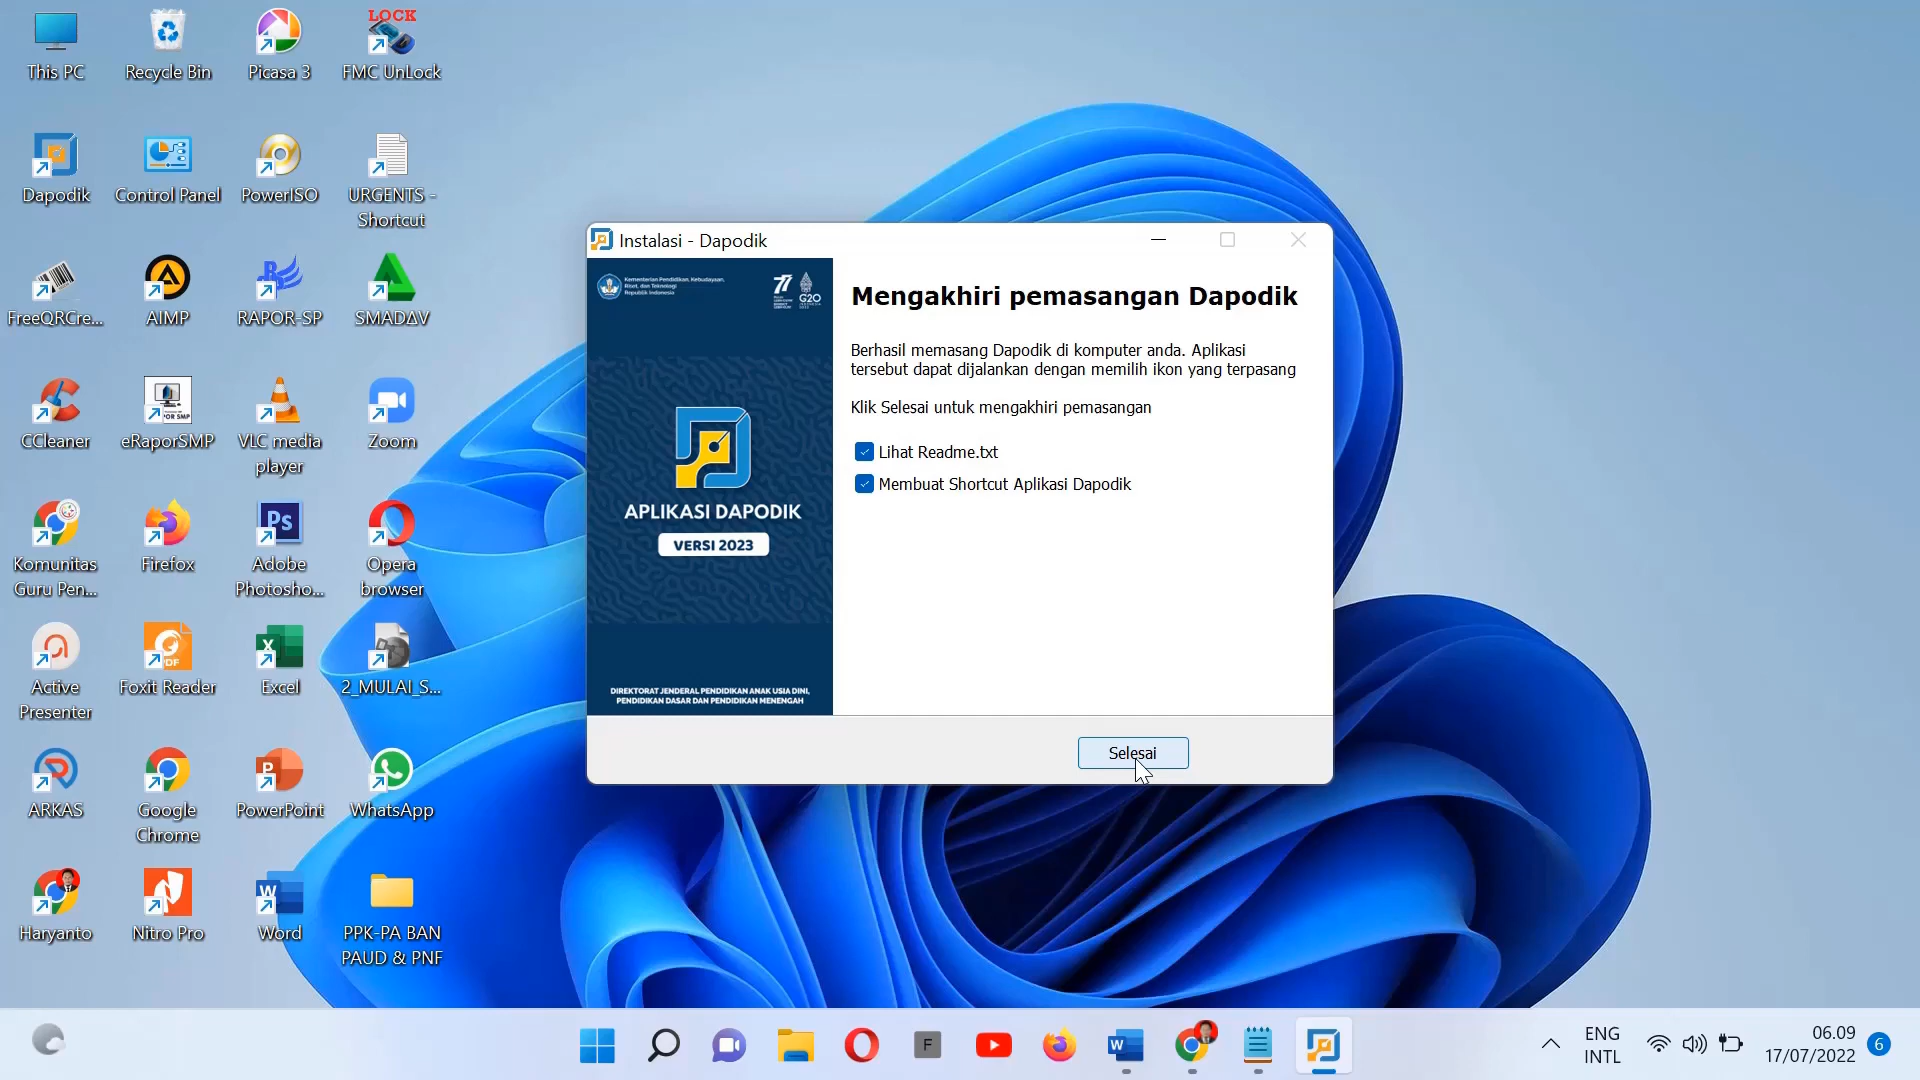 This PC
Recycle Bin
Picasa 3
LOCK
FMC UnLock
Dapodik
Control Panel
PowerISO
URGENTS -
Shortcut
FreeQRCre...
AIMP
RAPOR-SP
SMADΔV
CCleaner
eRaporSMP
VLC media
player
Zoom
Komunitas
Guru Pen...
Firefox
Ps
Adobe
Photosho...
Opera
browser
Active
Presenter
PDF
Foxit Reader
X
Excel
2_MULAI_S...
ARKAS
Google
Chrome
P
PowerPoint
WhatsApp
Haryanto
Nitro Pro
W
Word
PPK-PA BAN
PAUD & PNF
Instalasi - Dapodik
Kementerian Pendidikan, Kebudayaan,
Riset, dan Teknologi
Republik Indonesia
77
G20
APLIKASI DAPODIK
VERSI 2023
DIREKTORAT JENDERAL PENDIDIKAN ANAK USIA DINI,
PENDIDIKAN DASAR DAN PENDIDIKAN MENENGAH
Mengakhiri pemasangan Dapodik
Berhasil memasang Dapodik di komputer anda. Aplikasi
tersebut dapat dijalankan dengan memilih ikon yang terpasang
Klik Selesai untuk mengakhiri pemasangan
Lihat Readme.txt
Membuat Shortcut Aplikasi Dapodik
Selesai
F
W
ENG
INTL
06.09
17/07/2022
6